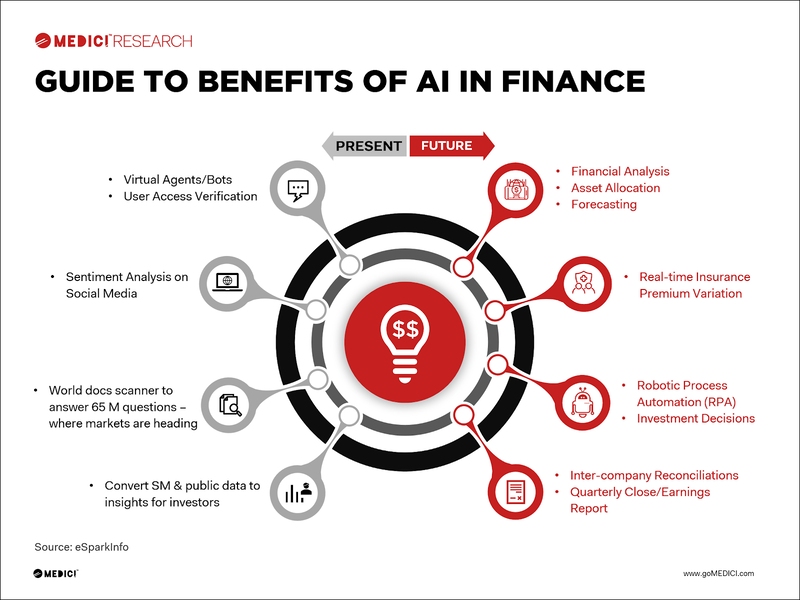 MEDICI™ RESEARCH
GUIDE TO BENEFITS OF AI IN FINANCE
PRESENT
FUTURE
• Virtual Agents/Bots
• User Access Verification
• Sentiment Analysis on
Social Media
• World docs scanner to
answer 65 M questions –
where markets are heading
• Convert SM & public data to
insights for investors
• Financial Analysis
• Asset Allocation
• Forecasting
• Real-time Insurance
Premium Variation
• Robotic Process
Automation (RPA)
• Investment Decisions
• Inter-company Reconciliations
• Quarterly Close/Earnings
Report
$$
Source: eSparkInfo
MEDICI™
www.goMEDICI.com